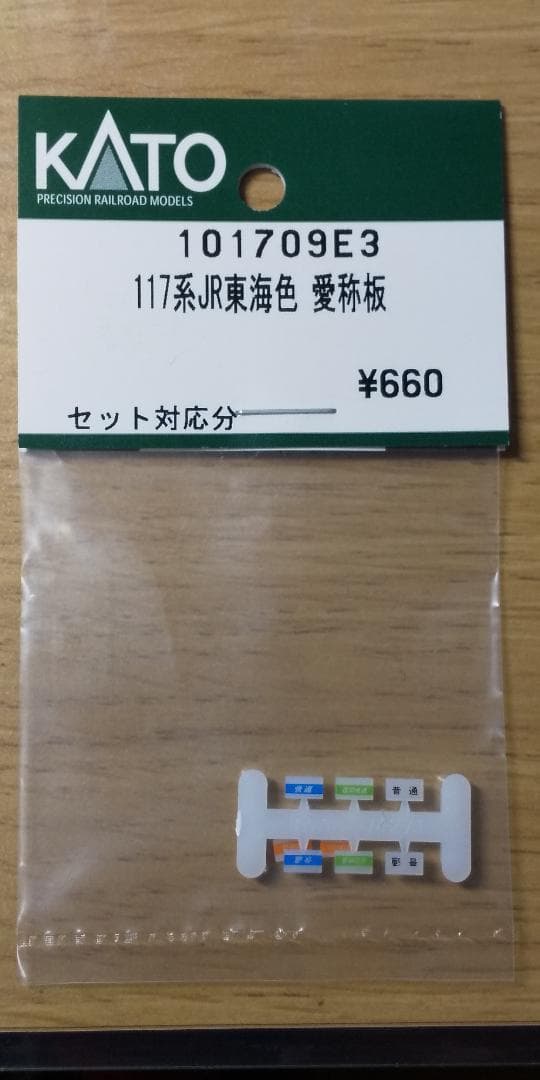 KATO
PRECISION RAILROAD MODELS
101709E3
117系JR東海色 愛称板
¥660
セット対応分
快速
普通